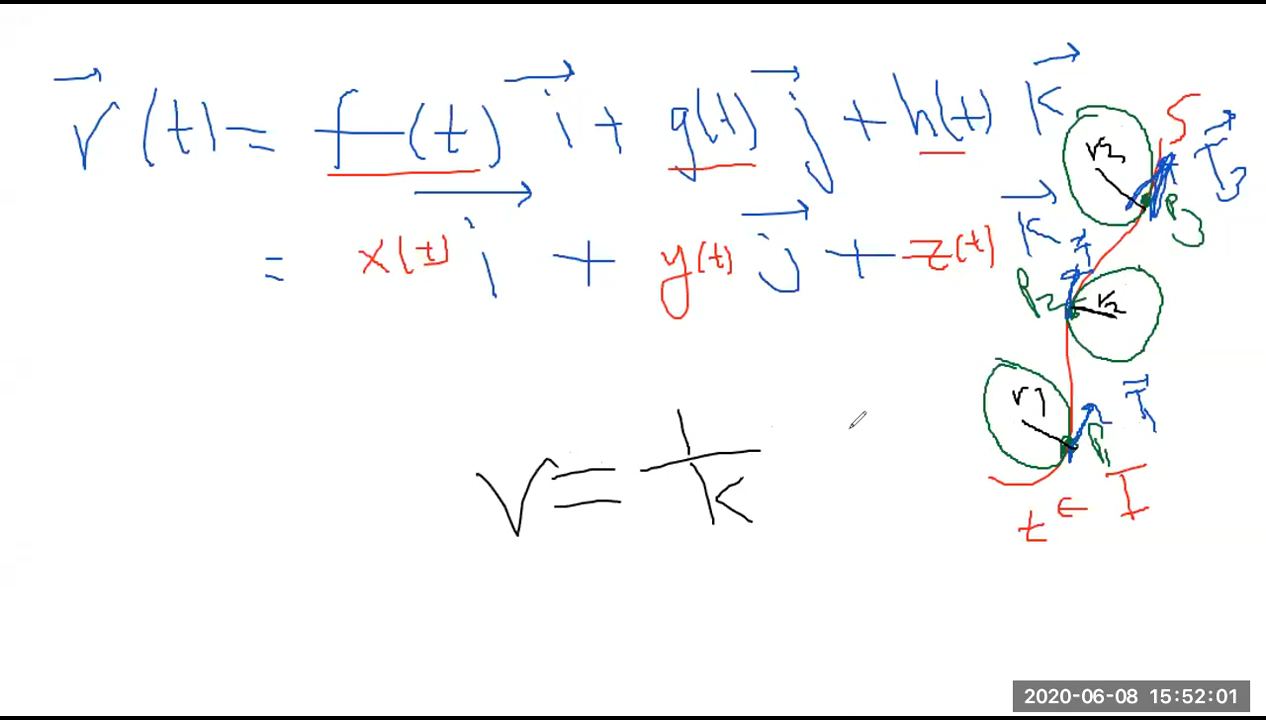 r(t) = f(t) i + g(t) j + h(t) k
= x(t) i + y(t) j + z(t) k
S
r3
T3
P3
P2
r2
r1
T1
P1
r = 1/k
t ∈ I
2020-06-08 15:52:01